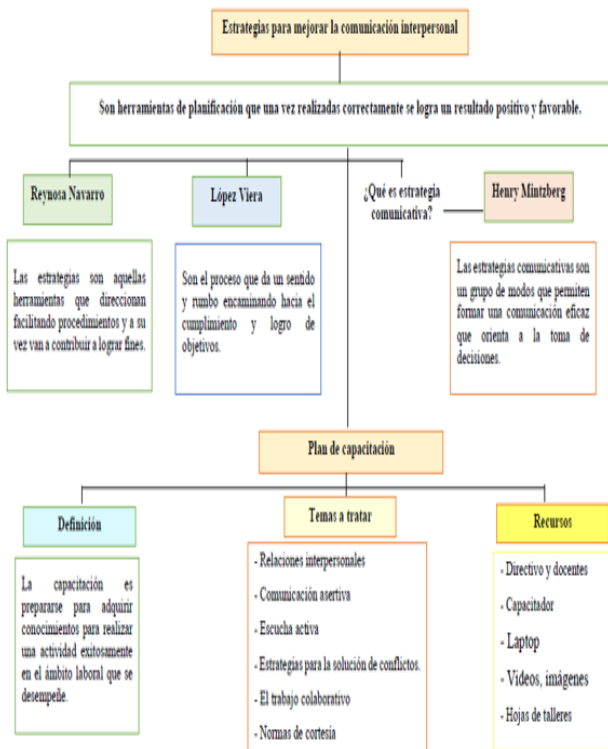 Estrategias para mejorar la comunicación interpersonal
Son herramientas de planificación que una vez realizadas correctamente se logra un resultado positivo y favorable.
Reynosa Navarro
López Viera
¿Qué es estrategia
comunicativa?
Henry Mintzberg
Las estrategias son aquellas
herramientas que direccionan
facilitando procedimientos y a su
vez van a contribuir a lograr fines.
Son el proceso que da un sentido
y rumbo encaminando hacia el
cumplimiento y logro de
objetivos.
Las estrategias comunicativas son
un grupo de modos que permiten
formar una comunicación eficaz
que orienta a la toma de
decisiones.
Plan de capacitación
Definición
Temas a tratar
Recursos
La capacitación es
prepararse para adquirir
conocimientos para realizar
una actividad exitosamente
en el ámbito laboral que se
desempeñe.
- Relaciones interpersonales
- Comunicación asertiva
- Escucha activa
- Estrategias para la solución de conflictos.
- El trabajo colaborativo
- Normas de cortesía
- Directivo y docentes
- Capacitador
- Laptop
- Videos, imágenes
- Hojas de talleres